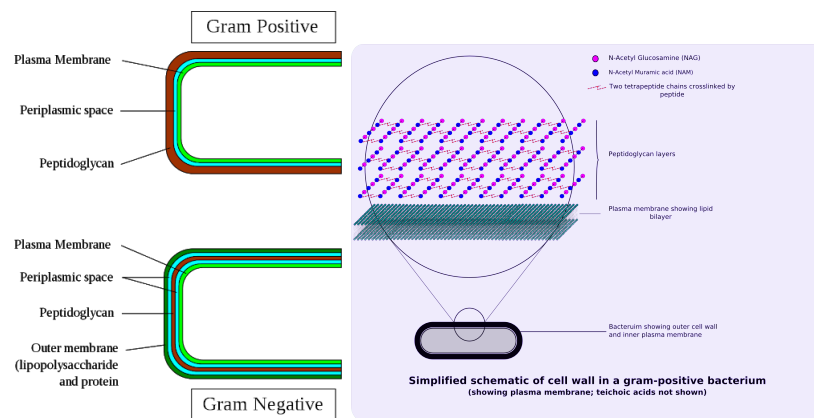 Gram Positive
Plasma Membrane
Periplasmic space
Peptidoglycan
Plasma Membrane
Periplasmic space
Peptidoglycan
Outer membrane
(lipopolysaccharide
and protein
Gram Negative
N-Acetyl Glucosamine (NAG)
N-Acetyl Muramic acid (NAM)
Two tetrapeptide chains crosslinked by
peptide
Peptidoglycan layers
Plasma membrane showing lipid
bilayer
Bacteruim showing outer cell wall
and inner plasma membrane
Simplified schematic of cell wall in a gram-positive bacterium
(showing plasma membrane; teichoic acids not shown)